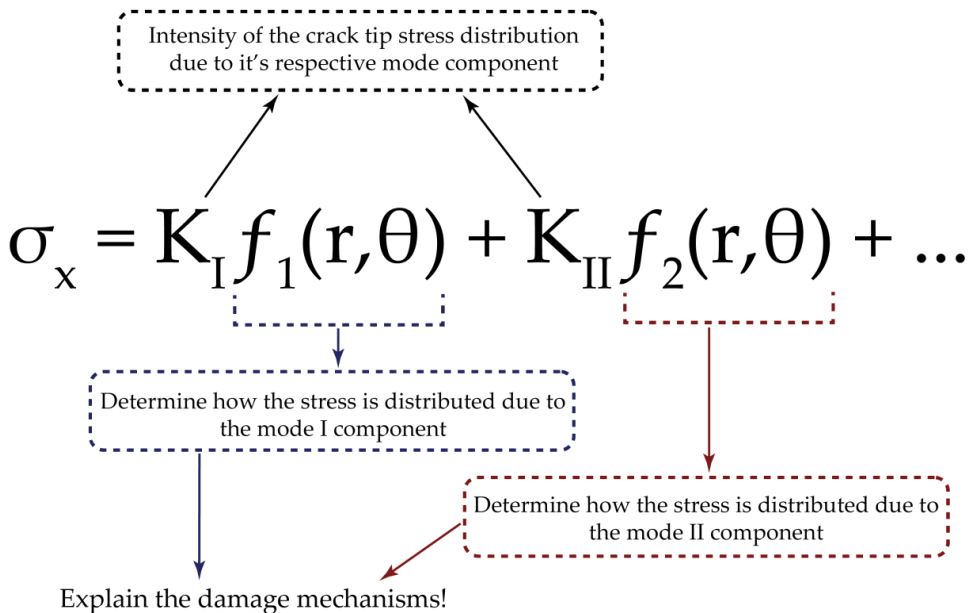 Intensity of the crack tip stress distribution
due to it's respective mode component
σₓ = K_I f₁(r,θ) + K_II f₂(r,θ) + ...
Determine how the stress is distributed due to
the mode I component
Determine how the stress is distributed due to
the mode II component
Explain the damage mechanisms!